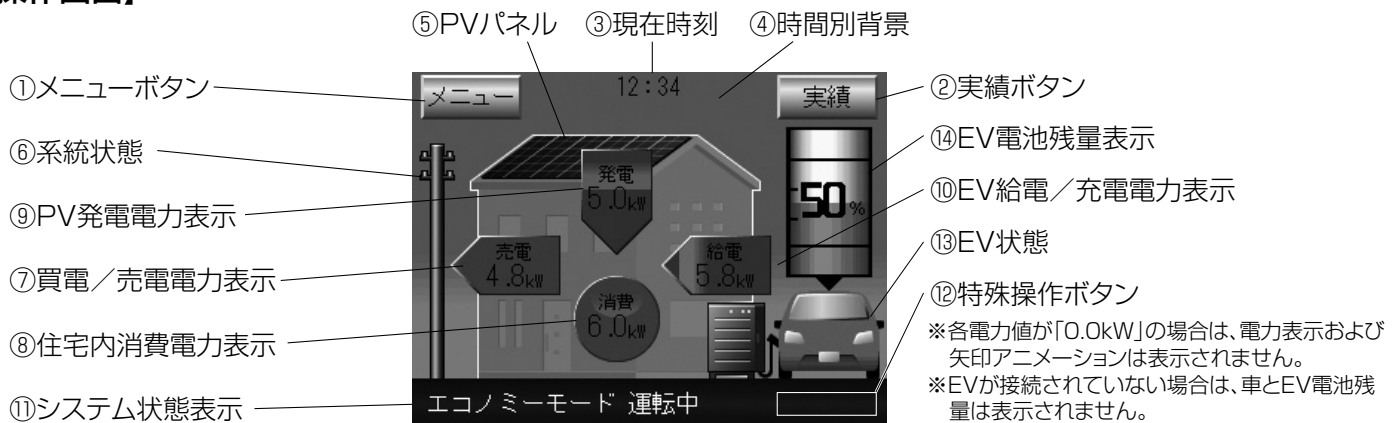 ⑤PVパネル ③現在時刻 ④時間別背景
①メニューボタン
⑥系統状態
⑨PV発電電力表示
⑦買電／売電電力表示
⑧住宅内消費電力表示
⑪システム状態表示
メニュー
12:34
実績
発電
5.0kW
50%
売電
4.8kW
給電
5.8kW
消費
6.0kW
エコノミーモード 運転中
②実績ボタン
⑭EV電池残量表示
⑩EV給電／充電電力表示
⑬EV状態
⑫特殊操作ボタン
※各電力値が「0.0kW」の場合は、電力表示および
矢印アニメーションは表示されません。
※EVが接続されていない場合は、車とEV電池残
量は表示されません。